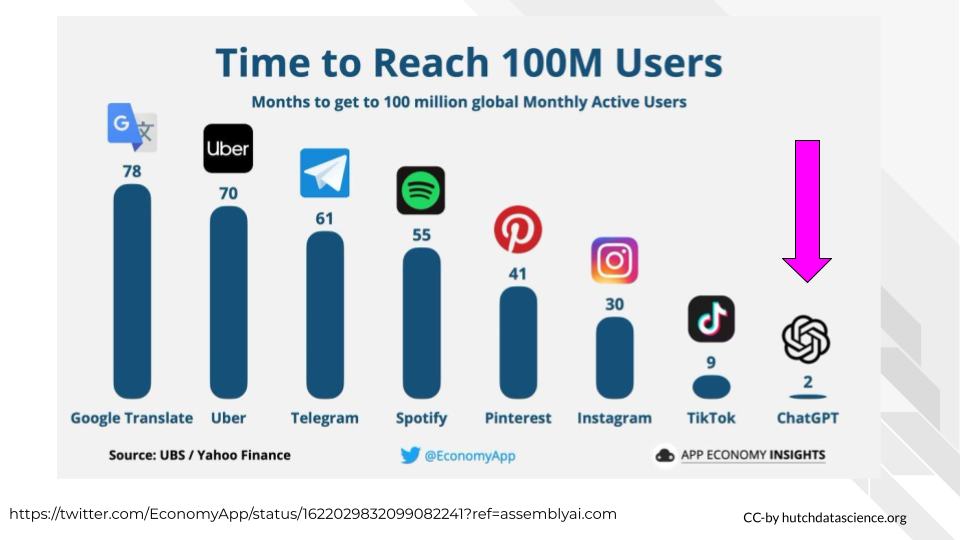 Time to Reach 100M Users
Months to get to 100 million global Monthly Active Users
G 文
78
Uber
70
61
55
41
30
9
2
Google Translate Uber Telegram Spotify Pinterest Instagram TikTok ChatGPT
Source: UBS / Yahoo Finance @EconomyApp APP ECONOMY INSIGHTS
https://twitter.com/EconomyApp/status/1622029832099082241?ref=assemblyai.com
CC-by hutchdatascience.org